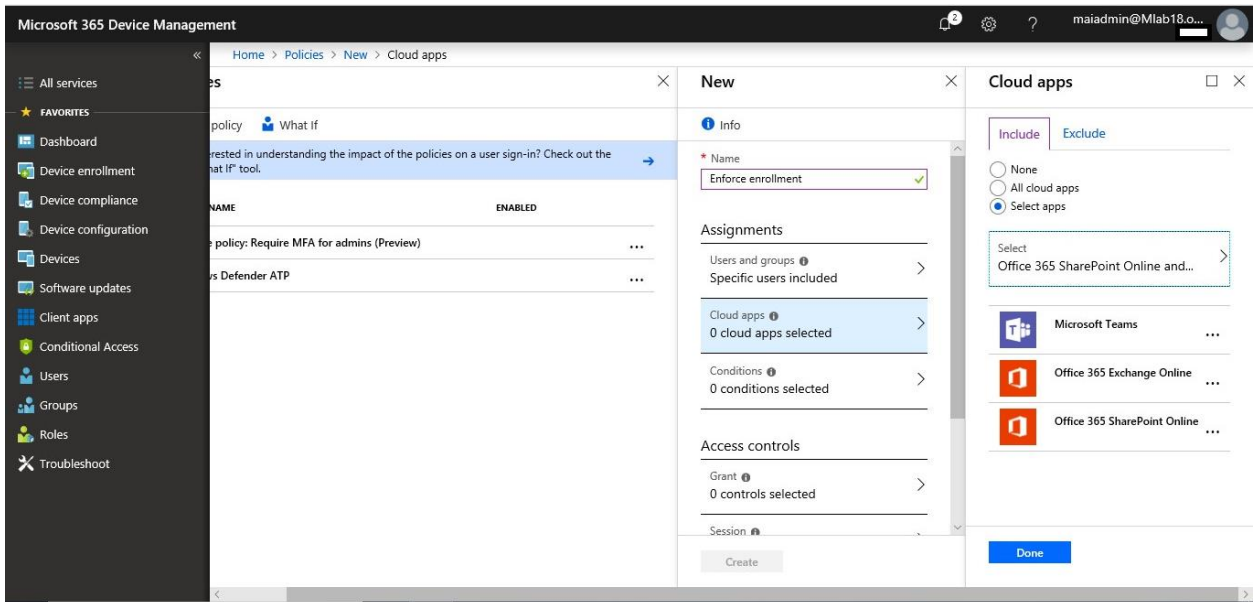 Microsoft 365 Device Management
2
?
maiadmin@Mlab18.o...
«
Home > Policies > New > Cloud apps
All services
FAVORITES
Dashboard
Device enrollment
Device compliance
Device configuration
Devices
Software updates
Client apps
Conditional Access
Users
Groups
Roles
Troubleshoot
es
policy
What If
erested in understanding the impact of the policies on a user sign-in? Check out the
hat If" tool.
NAME
ENABLED
e policy: Require MFA for admins (Preview)
...
vs Defender ATP
...
New
Info
* Name
Enforce enrollment
Assignments
Users and groups
Specific users included
Cloud apps
0 cloud apps selected
Conditions
0 conditions selected
Access controls
Grant
0 controls selected
Session
Create
Cloud apps
Include
Exclude
None
All cloud apps
Select apps
Select
Office 365 SharePoint Online and...
Microsoft Teams
...
Office 365 Exchange Online
...
Office 365 SharePoint Online
...
Done